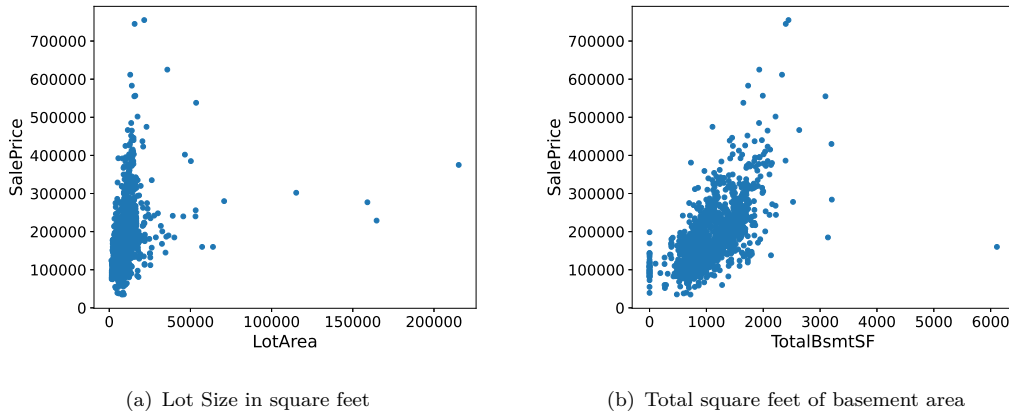 700000
600000
500000
400000
300000
200000
100000
0
SalePrice
0 50000 100000 150000 200000
LotArea
(a) Lot Size in square feet
700000
600000
500000
400000
300000
200000
100000
0
SalePrice
0 1000 2000 3000 4000 5000 6000
TotalBsmtSF
(b) Total square feet of basement area